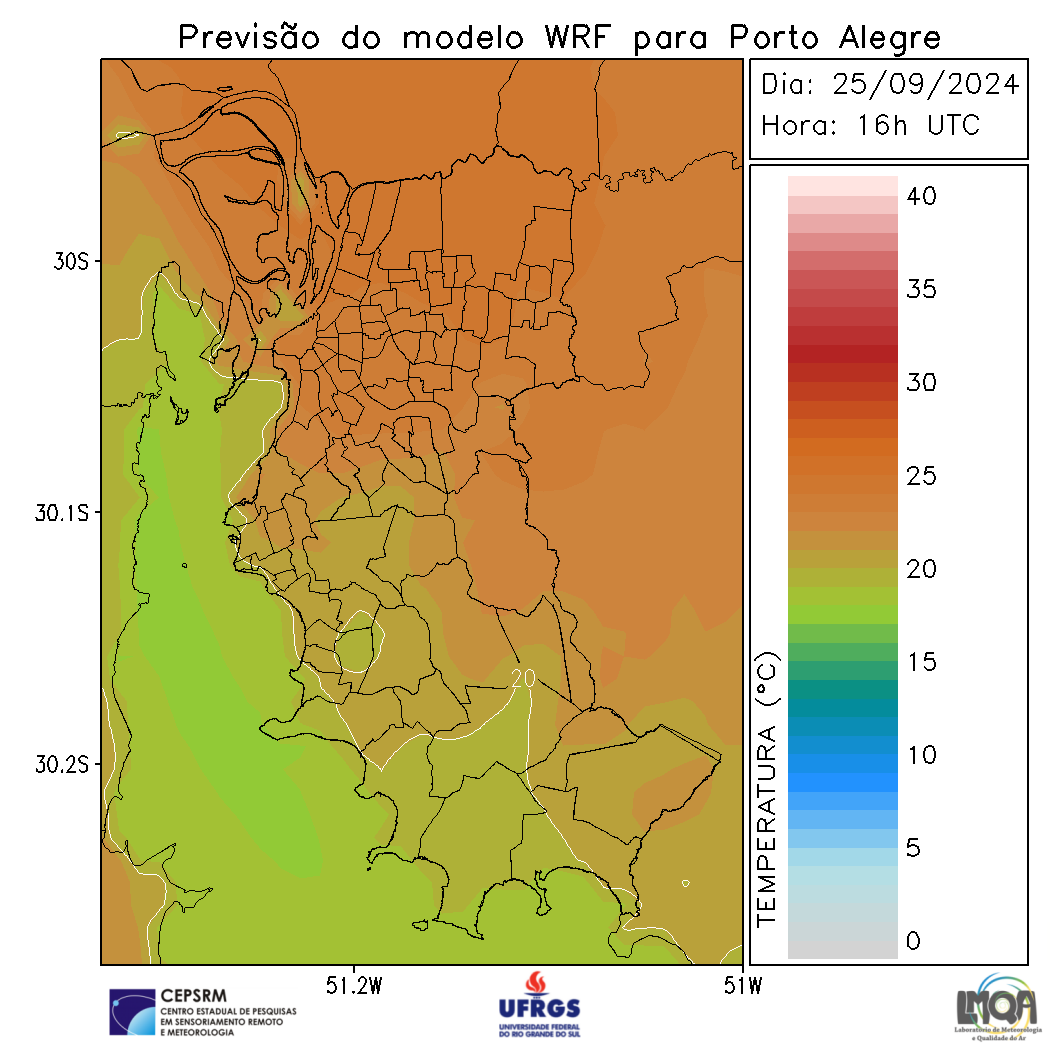 Previsão do modelo WRF para Porto Alegre
Dia: 25/09/2024
Hora: 16h UTC
40
35
30
25
20
15
10
5
0
TEMPERATURA (°C)
30S
30.1S
30.2S
20
51.2W
51W
CEPSRM
CENTRO ESTADUAL DE PESQUISAS
EM SENSORIAMENTO REMOTO
E METEOROLOGIA
UFRGS
UNIVERSIDADE FEDERAL
DO RIO GRANDE DO SUL
LMQA
Laboratório de Meteorologia
e Qualidade do Ar